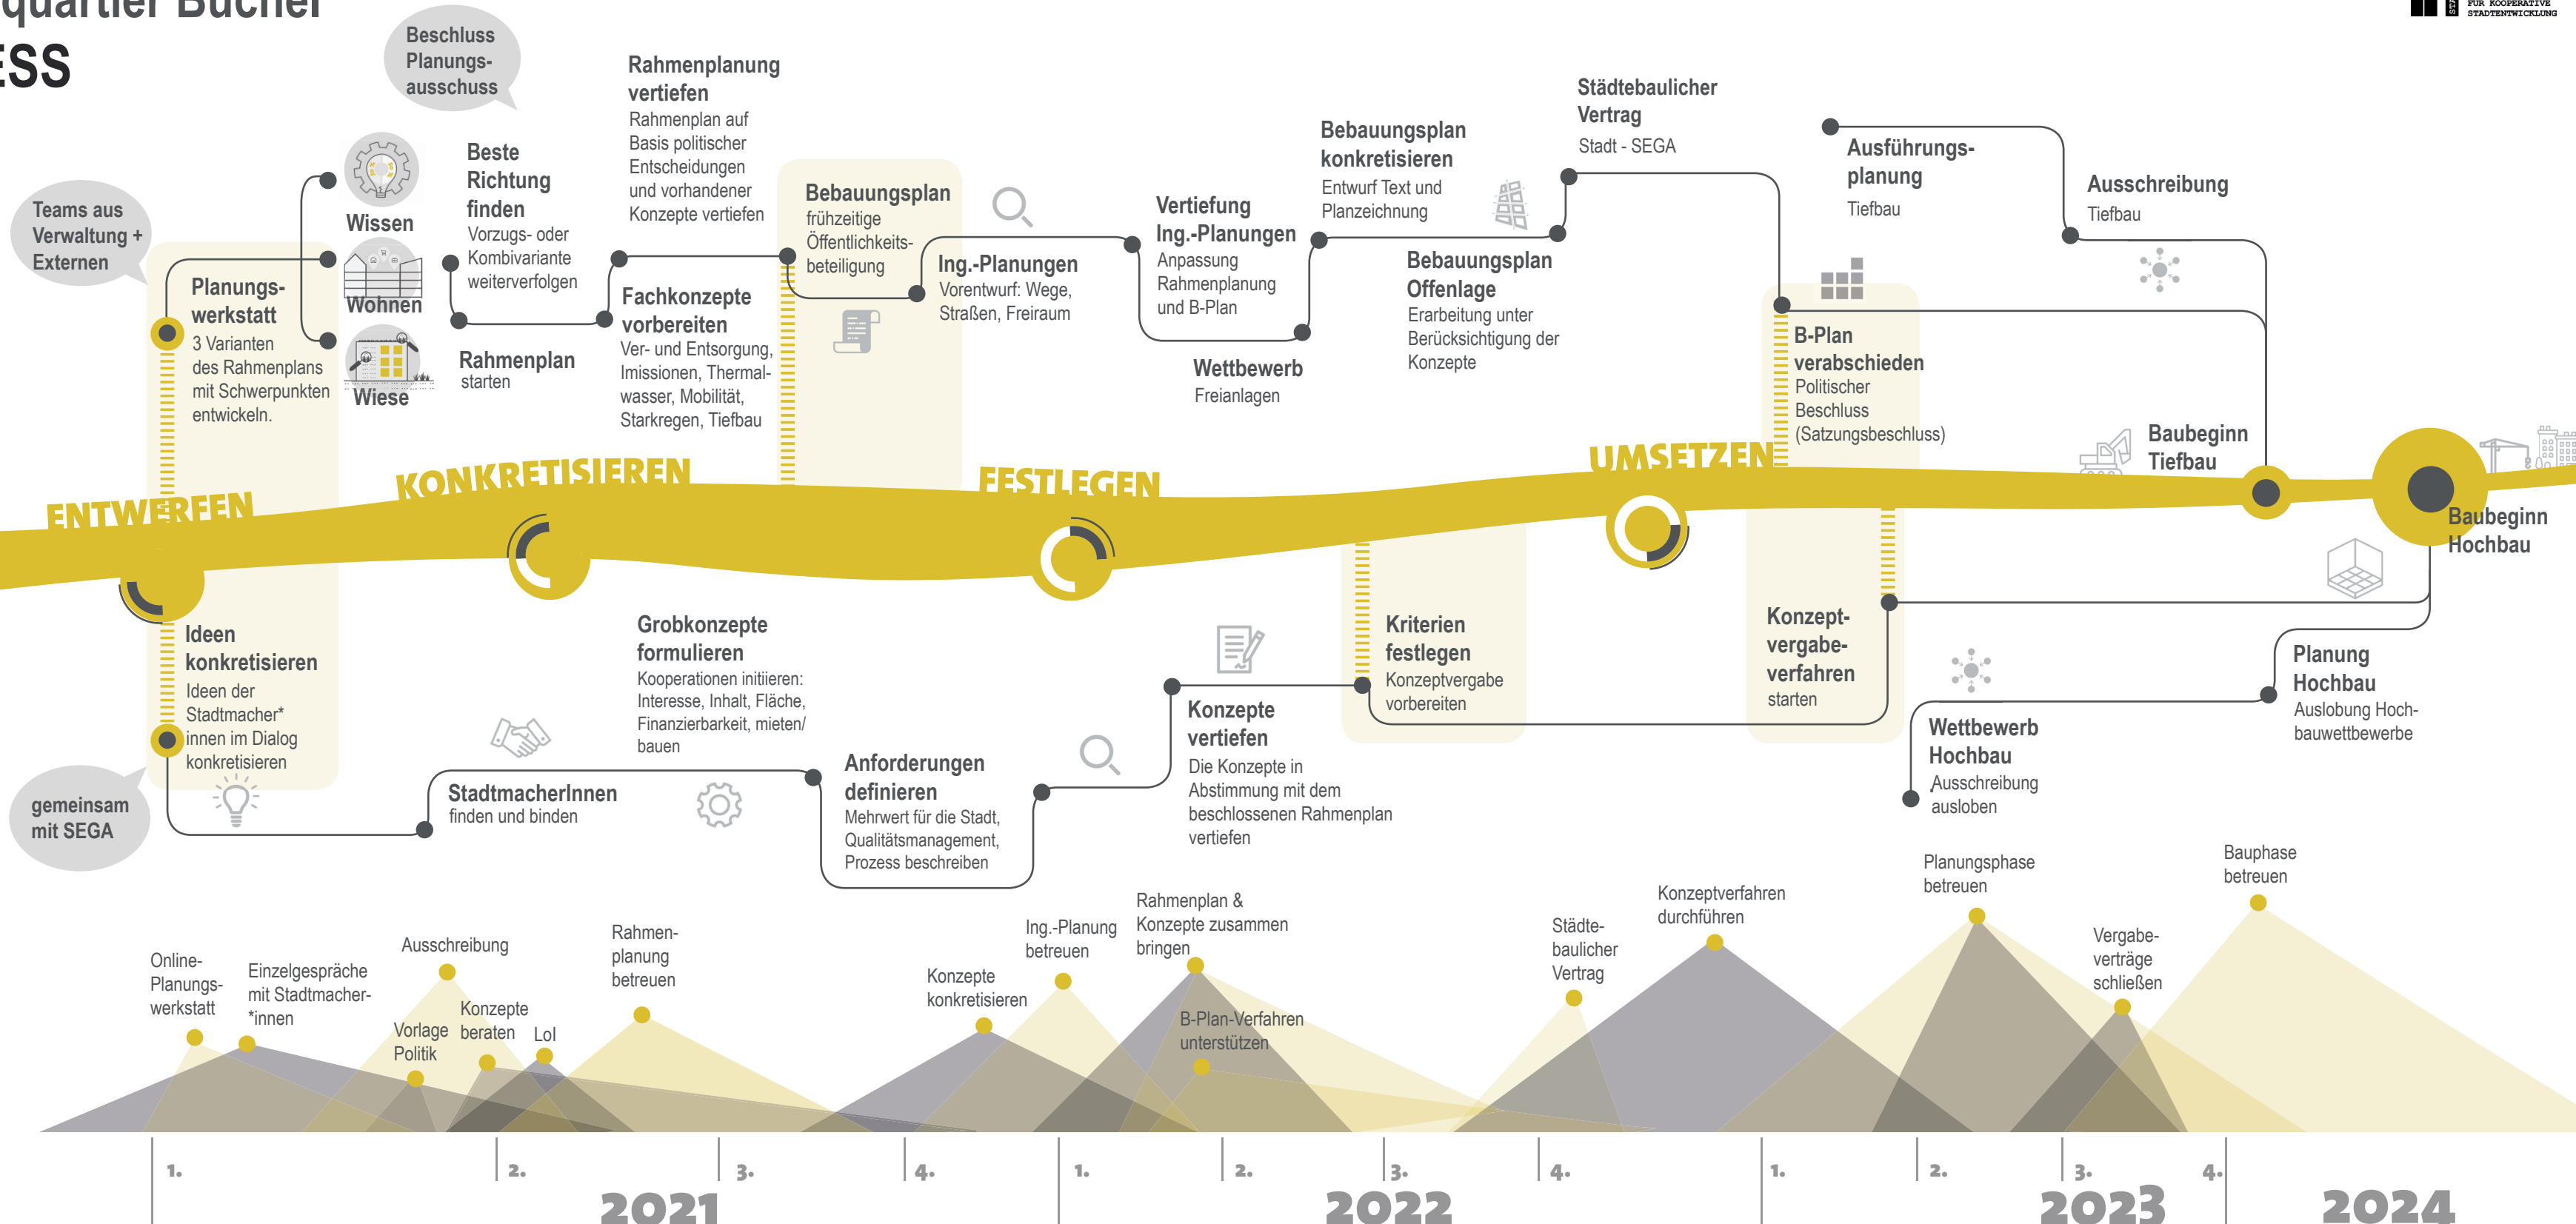 quartier Büchel
ESS
FÜR KOOPERATIVE
STADTENTWICKLUNG
Beschluss
Planungs-
ausschuss
Teams aus
Verwaltung +
Externen
Planungs-
werkstatt
3 Varianten
des Rahmenplans
mit Schwerpunkten
entwickeln.
Wissen
Wohnen
Wiese
Beste
Richtung
finden
Vorzugs- oder
Kombivariante
weiterverfolgen
Rahmenplan
starten
Rahmenplanung
vertiefen
Rahmenplan auf
Basis politischer
Entscheidungen
und vorhandener
Konzepte vertiefen
Fachkonzepte
vorbereiten
Ver- und Entsorgung,
Imissionen, Thermal-
wasser, Mobilität,
Starkregen, Tiefbau
Bebauungsplan
frühzeitige
Öffentlichkeits-
beteiligung
Ing.-Planungen
Vorentwurf: Wege,
Straßen, Freiraum
Vertiefung
Ing.-Planungen
Anpassung
Rahmenplanung
und B-Plan
Wettbewerb
Freianlagen
Bebauungsplan
konkretisieren
Entwurf Text und
Planzeichnung
Bebauungsplan
Offenlage
Erarbeitung unter
Berücksichtigung der
Konzepte
Städtebaulicher
Vertrag
Stadt - SEGA
B-Plan
verabschieden
Politischer
Beschluss
(Satzungsbeschluss)
Ausführungs-
planung
Tiefbau
Ausschreibung
Tiefbau
Baubeginn
Tiefbau
Baubeginn
Hochbau
ENTWERFEN
KONKRETISIEREN
FESTLEGEN
UMSETZEN
Ideen
konkretisieren
Ideen der
Stadtmacher*
innen im Dialog
konkretisieren
gemeinsam
mit SEGA
StadtmacherInnen
finden und binden
Grobkonzepte
formulieren
Kooperationen initiieren:
Interesse, Inhalt, Fläche,
Finanzierbarkeit, mieten/
bauen
Anforderungen
definieren
Mehrwert für die Stadt,
Qualitätsmanagement,
Prozess beschreiben
Konzepte
vertiefen
Die Konzepte in
Abstimmung mit dem
beschlossenen Rahmenplan
vertiefen
Kriterien
festlegen
Konzeptvergabe
vorbereiten
Konzept-
vergabe-
verfahren
starten
Wettbewerb
Hochbau
Ausschreibung
ausloben
Planung
Hochbau
Auslobung Hoch-
bauwettbewerbe
Online-
Planungs-
werkstatt
Einzelgespräche
mit Stadtmacher-
*innen
Ausschreibung
Vorlage
Politik
Konzepte
beraten
LoI
Rahmen-
planung
betreuen
Konzepte
konkretisieren
Ing.-Planung
betreuen
Rahmenplan &
Konzepte zusammen
bringen
B-Plan-Verfahren
unterstützen
Städte-
baulicher
Vertrag
Konzeptverfahren
durchführen
Planungsphase
betreuen
Vergabe-
verträge
schließen
Bauphase
betreuen
1.
2.
3.
4.
1.
2.
3.
4.
1.
2.
3.
4.
2021
2022
2023
2024